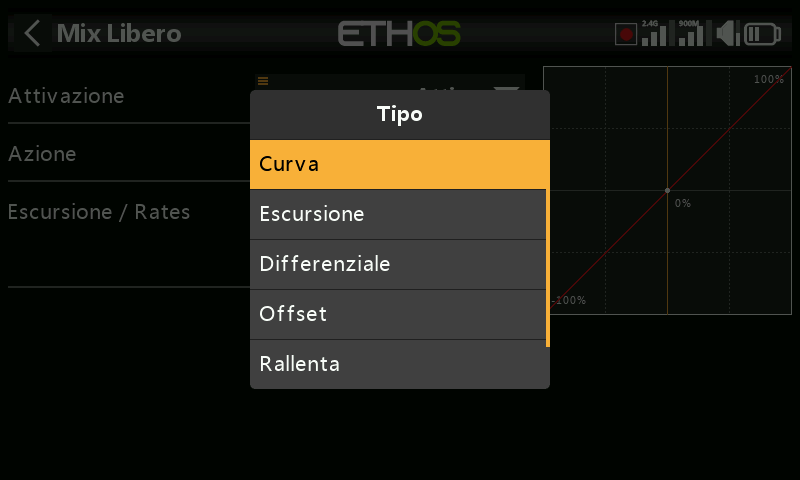 Mix Libero
ETHOS
2.4G
900M
Attivazione
Azione
Escursione / Rates
Tipo
Curva
Escursione
Differenziale
Offset
Rallenta
100%
0%
-100%